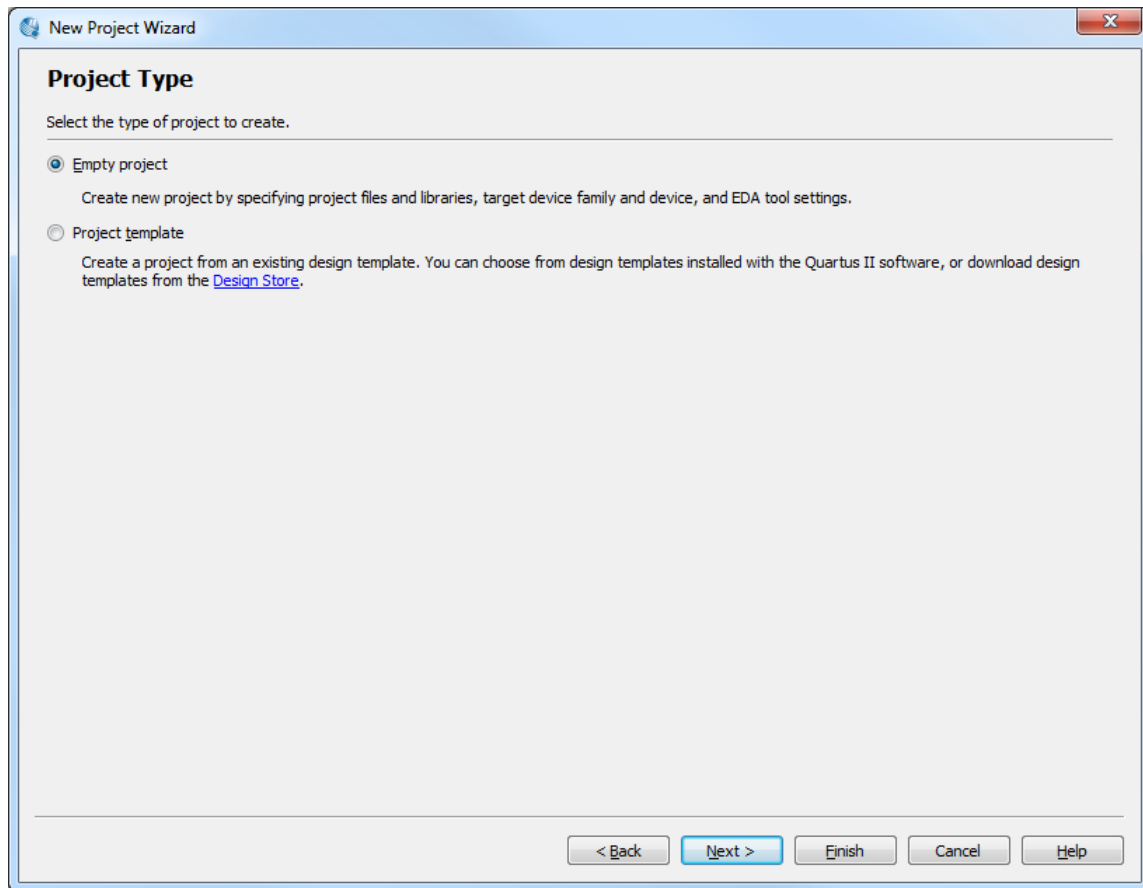 New Project Wizard
X
Project Type
Select the type of project to create.
Empty project
Create new project by specifying project files and libraries, target device family and device, and EDA tool settings.
Project template
Create a project from an existing design template. You can choose from design templates installed with the Quartus II software, or download design
templates from the Design Store.
< Back Next > Finish Cancel Help